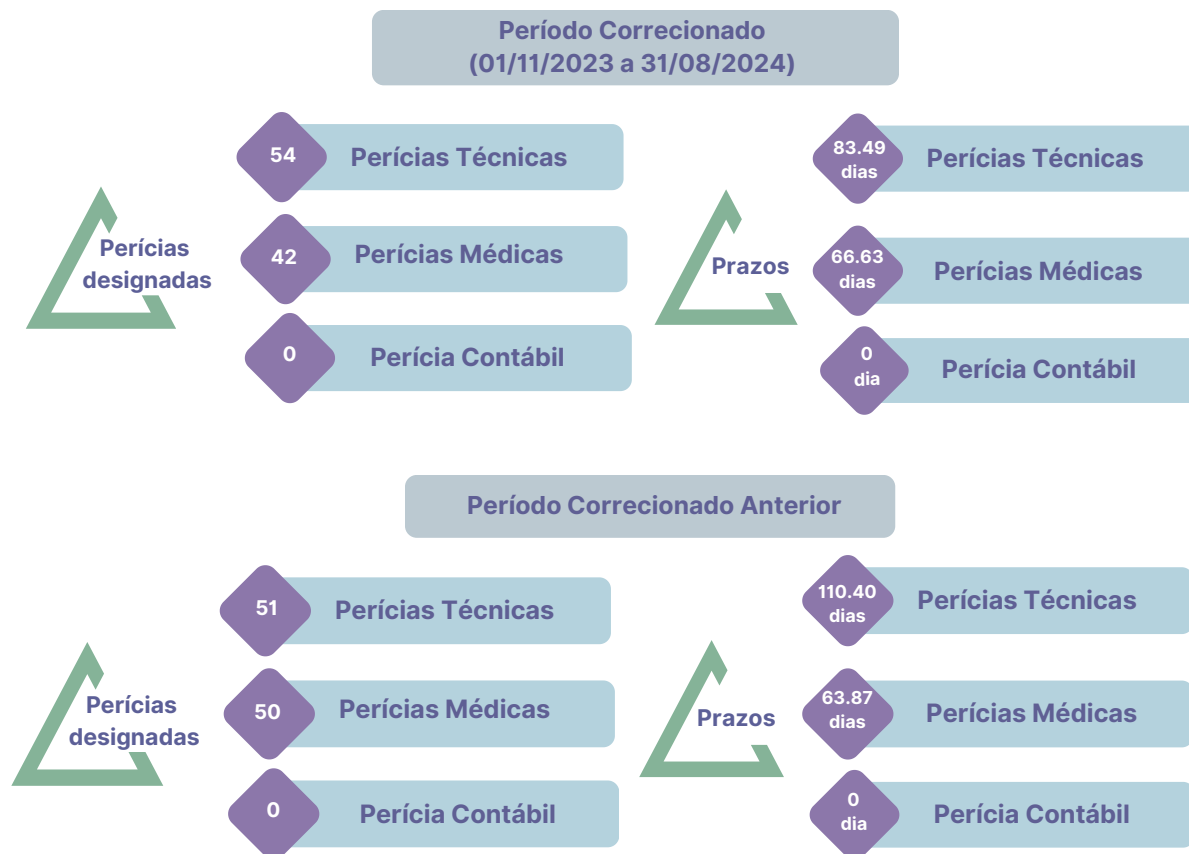 Período Correcionado
(01/11/2023 a 31/08/2024)
Perícias
designadas
54
Perícias Técnicas
42
Perícias Médicas
0
Perícia Contábil
Prazos
83.49
dias
Perícias Técnicas
66.63
dias
Perícias Médicas
0
dia
Perícia Contábil
Período Correcionado Anterior
Perícias
designadas
51
Perícias Técnicas
50
Perícias Médicas
0
Perícia Contábil
Prazos
110.40
dias
Perícias Técnicas
63.87
dias
Perícias Médicas
0
dia
Perícia Contábil